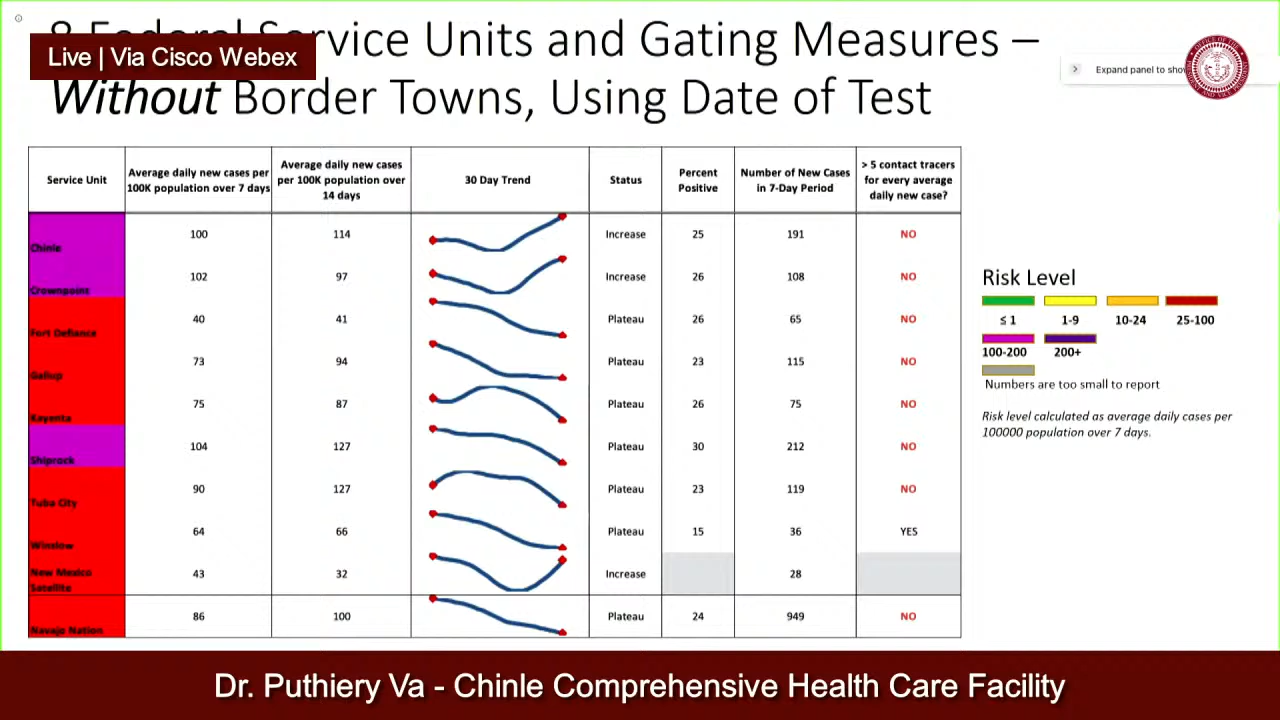 8 Federal Service Units and Gating Measures –
Live | Via Cisco Webex
Without Border Towns, Using Date of Test
Expand panel to show
Service Unit | Average daily new cases per 100K population over 7 days | Average daily new cases per 100K population over 14 days | 30 Day Trend | Status | Percent Positive | Number of New Cases in 7-Day Period | > 5 contact tracers for every average daily new case?
Chinle 100 114 Increase 25 191 NO
Crownpoint 102 97 Increase 26 108 NO
Fort Defiance 40 41 Plateau 26 65 NO
Gallup 73 94 Plateau 23 115 NO
Kayenta 75 87 Plateau 26 75 NO
Shiprock 104 127 Plateau 30 212 NO
Tuba City 90 127 Plateau 23 119 NO
Winslow 64 66 Plateau 15 36 YES
New Mexico Satellite 43 32 Increase 28
Navajo Nation 86 100 Plateau 24 949 NO
Risk Level
≤ 1 1-9 10-24 25-100
100-200 200+
Numbers are too small to report
Risk level calculated as average daily cases per
100000 population over 7 days.
Dr. Puthiery Va - Chinle Comprehensive Health Care Facility